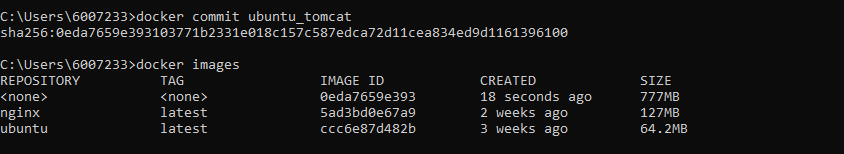 C:\Users\6007233>docker commit ubuntu_tomcat
sha256:0eda7659e393103771b2331e018c157c587edca72d11cea834ed9d1161396100
C:\Users\6007233>docker images
REPOSITORY TAG IMAGE ID CREATED SIZE
<none> <none> 0eda7659e393 18 seconds ago 777MB
nginx latest 5ad3bd0e67a9 2 weeks ago 127MB
ubuntu latest ccc6e87d482b 3 weeks ago 64.2MB